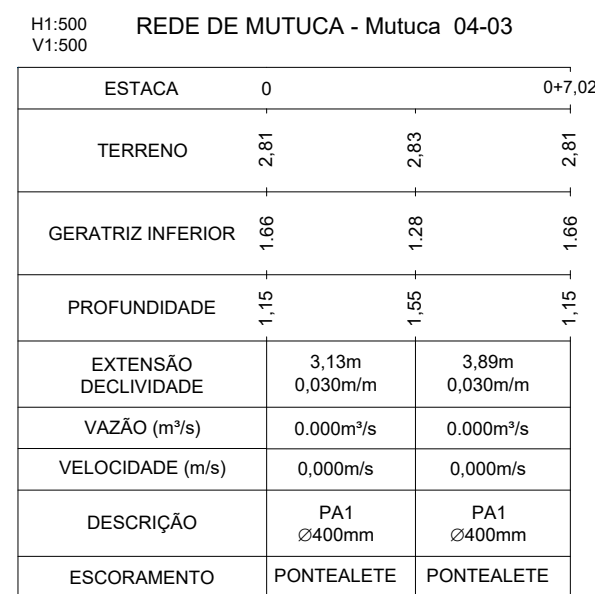 H1:500
V1:500
REDE DE MUTUCA - Mutuca 04-03
ESTACA 0 0+7,02
TERRENO 2,81 2,83 2,81
GERATRIZ INFERIOR 1.66 1.28 1.66
PROFUNDIDADE 1,15 1,55 1,15
EXTENSÃO 3,13m 3,89m
DECLIVIDADE 0,030m/m 0,030m/m
VAZÃO (m³/s) 0.000m³/s 0.000m³/s
VELOCIDADE (m/s) 0,000m/s 0,000m/s
DESCRIÇÃO PA1 PA1
∅400mm ∅400mm
ESCORAMENTO PONTEALETE PONTEALETE